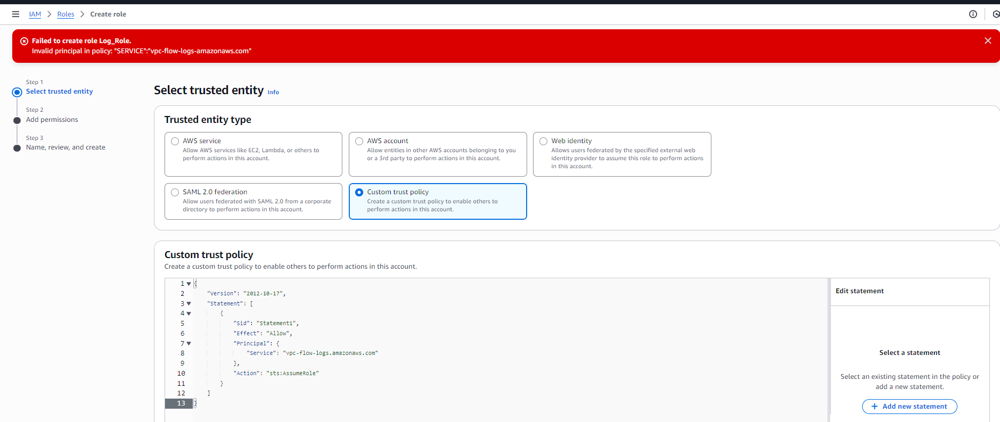 IAM > Roles > Create role
Failed to create role Log_Role.
Invalid principal in policy: "SERVICE":"vpc-flow-logs-amazonaws.com"
Step 1
Select trusted entity
Step 2
Add permissions
Step 3
Name, review, and create
Select trusted entity Info
Trusted entity type
AWS service
Allow AWS services like EC2, Lambda, or others to
perform actions in this account.
AWS account
Allow entities in other AWS accounts belonging to you
or a 3rd party to perform actions in this account.
Web identity
Allows users federated by the specified external web
identity provider to assume this role to perform actions
in this account.
SAML 2.0 federation
Allow users federated with SAML 2.0 from a corporate
directory to perform actions in this account.
Custom trust policy
Create a custom trust policy to enable others to
perform actions in this account.
Custom trust policy
Create a custom trust policy to enable others to perform actions in this account.
1 {
2 "Version": "2012-10-17",
3 "Statement": [
4 {
5 "Sid": "Statement1",
6 "Effect": "Allow",
7 "Principal": {
8 "Service": "vpc-flow-logs.amazonaws.com"
9 },
10 "Action": "sts:AssumeRole"
11 }
12 ]
13 }
Edit statement
Select a statement
Select an existing statement in the policy or
add a new statement.
+ Add new statement